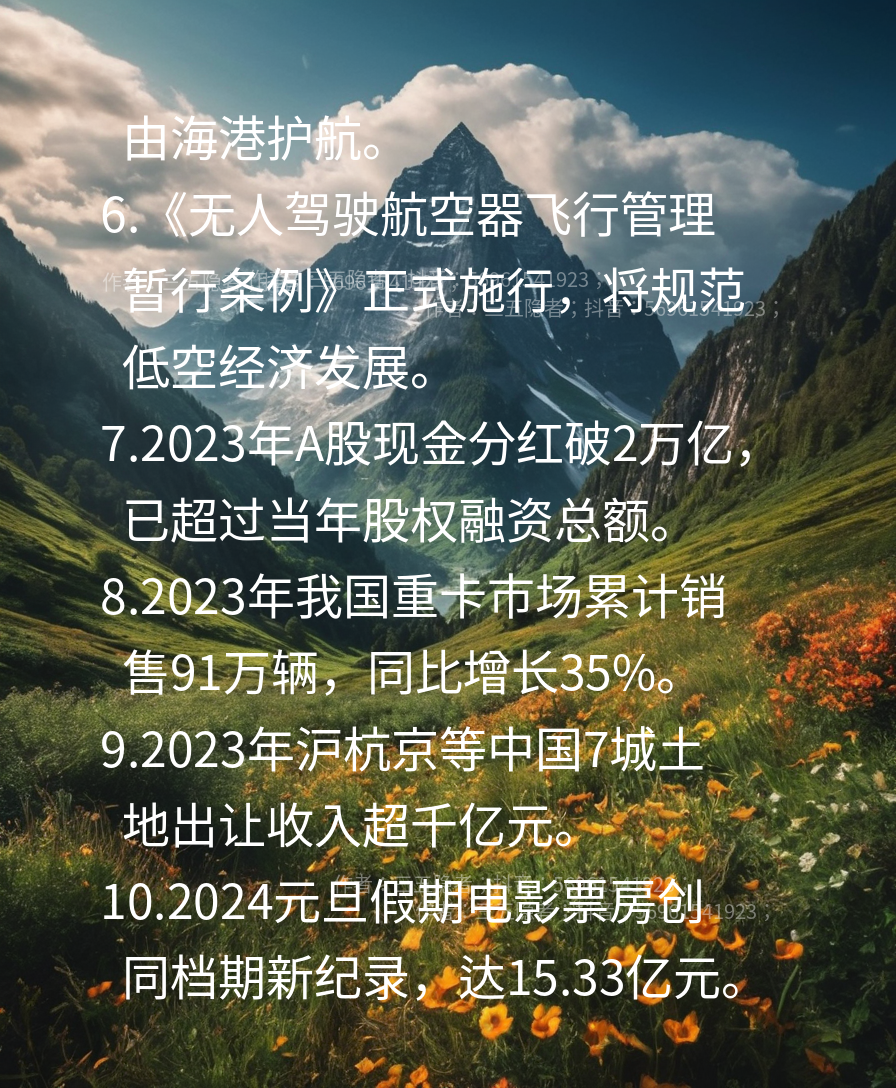 由海港护航。
6.《无人驾驶航空器飞行管理
暂行条例》正式施行，将规范
低空经济发展。
7.2023年A股现金分红破2万亿，
已超过当年股权融资总额。
8.2023年我国重卡市场累计销
售91万辆，同比增长35%。
9.2023年沪杭京等中国7城土
地出让收入超千亿元。
10.2024元旦假期电影票房创
同档期新纪录，达15.33亿元。